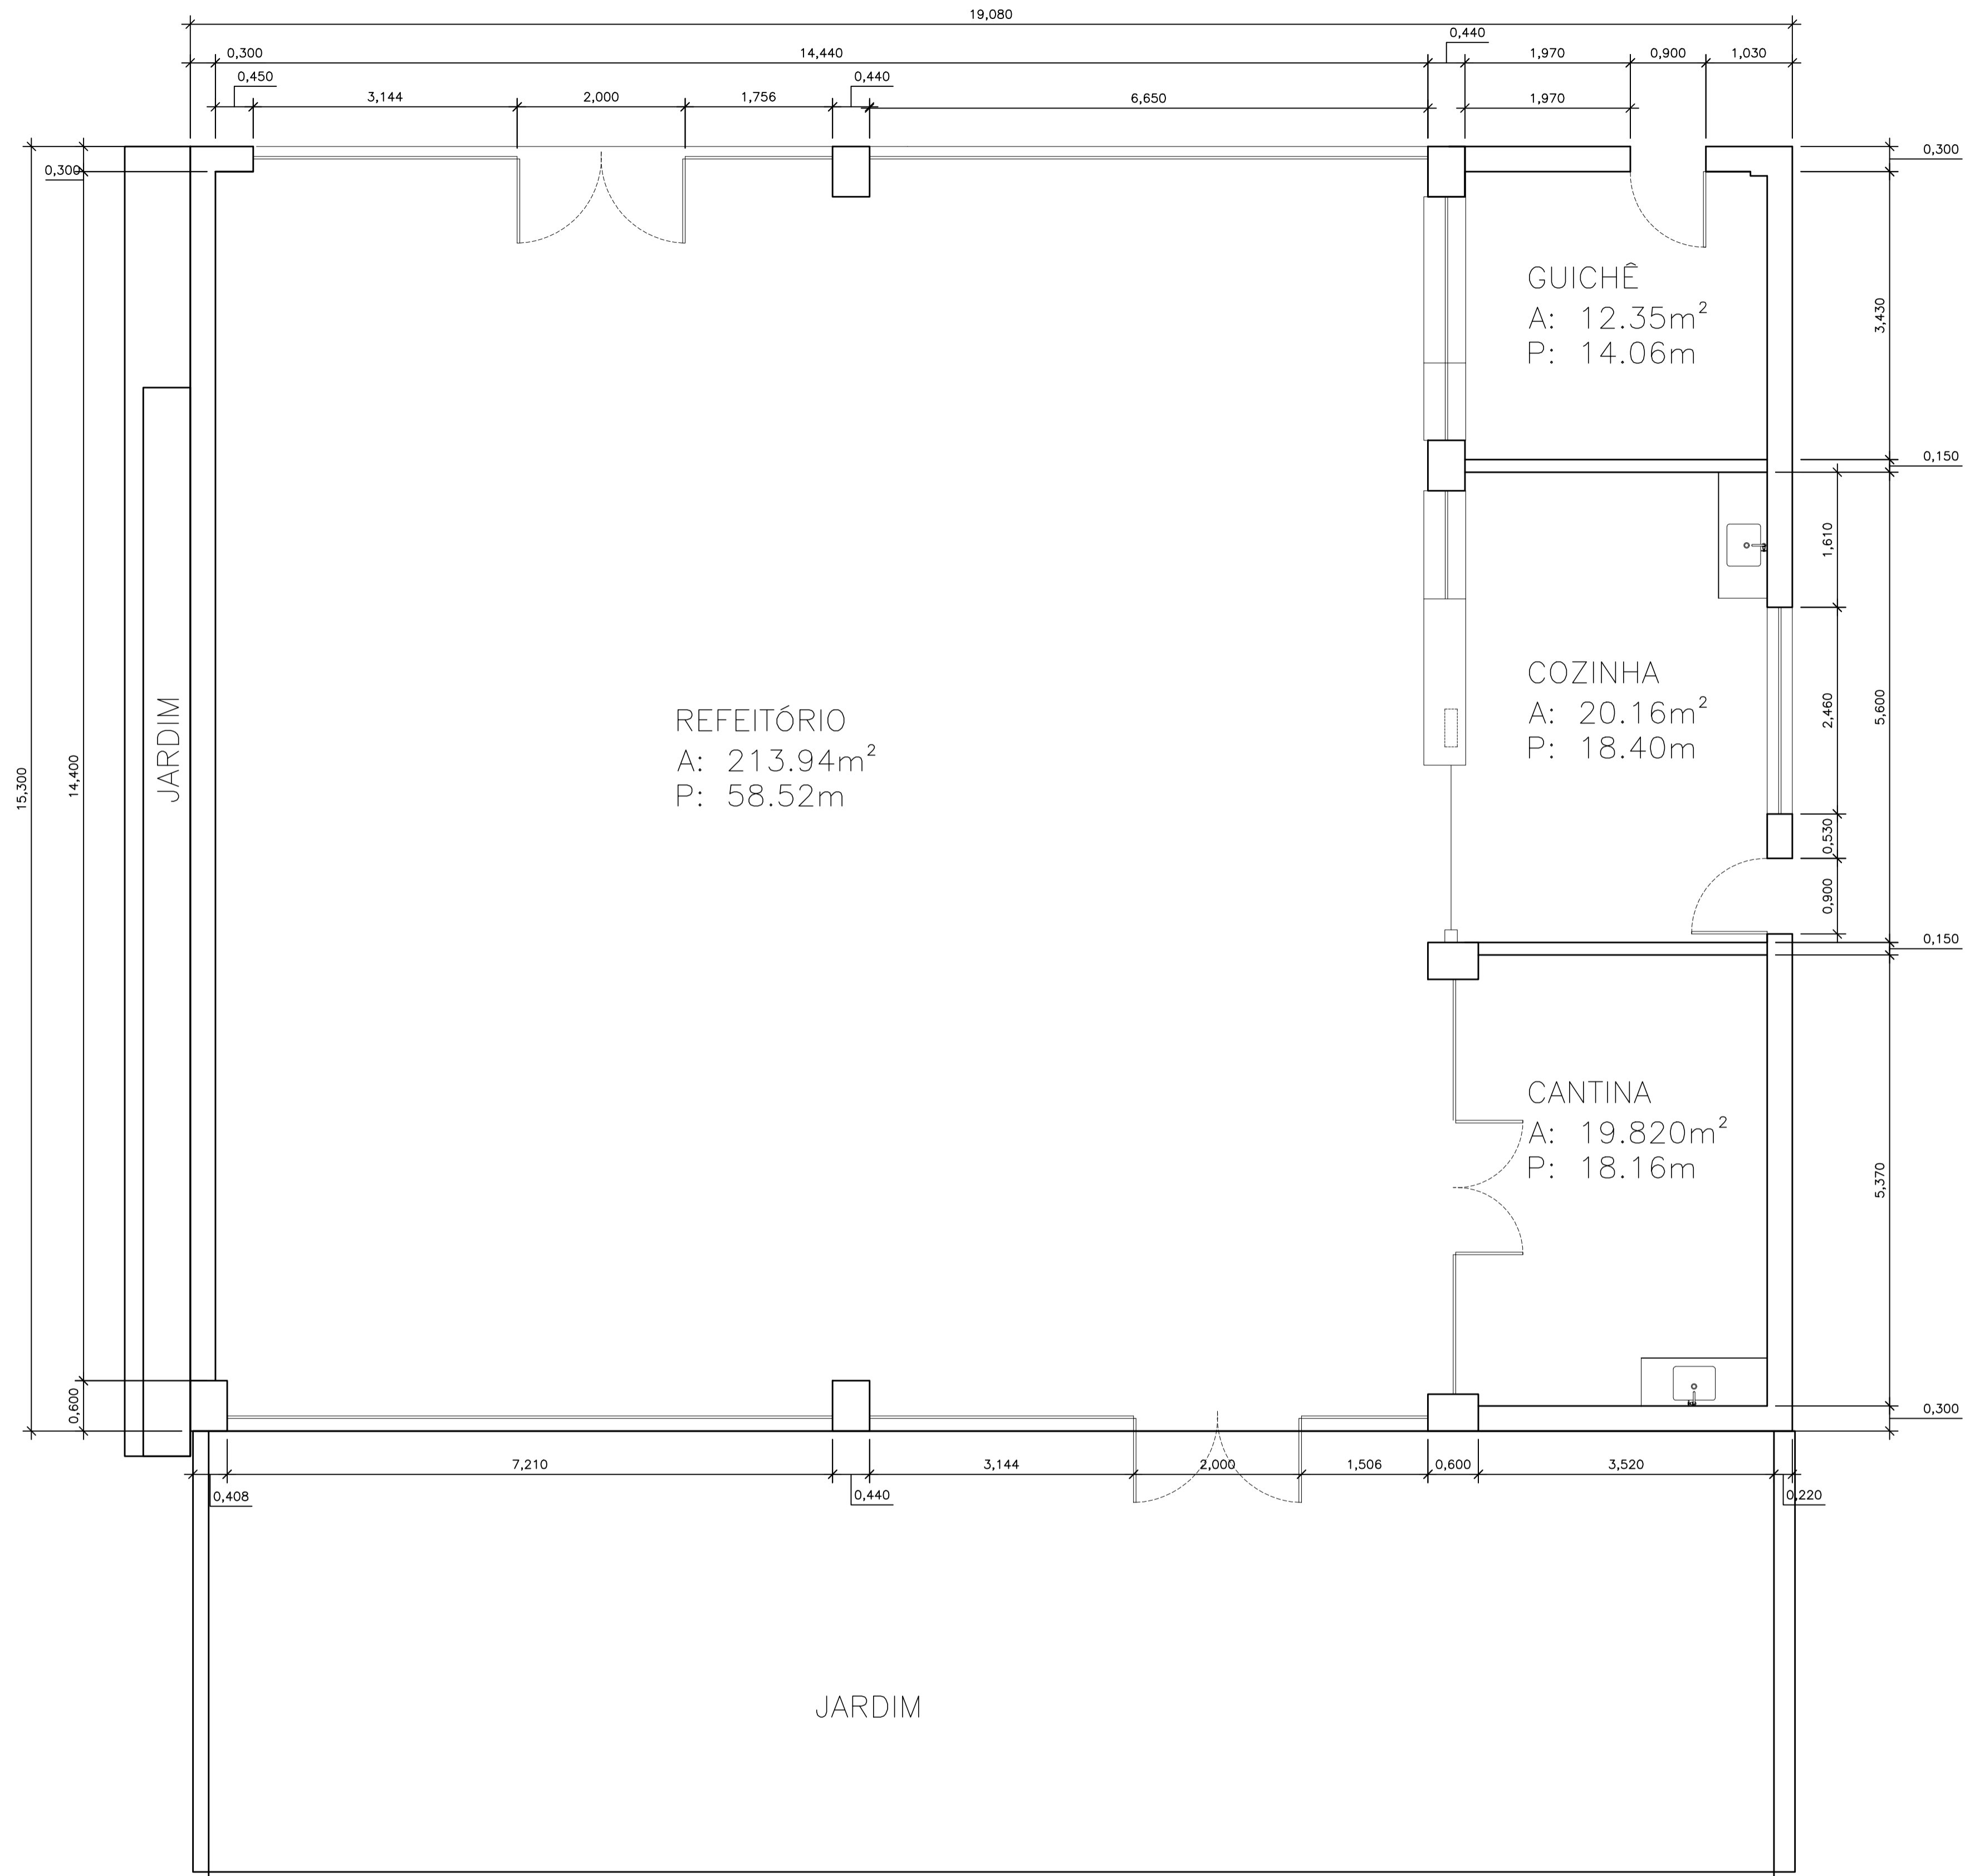 19,080
0,300
14,440
0,440
1,970
0,900
1,030
0,450
3,144
2,000
1,756
0,440
6,650
1,970
0,300
0,300
GUICHÊ
A: 12.35m²
P: 14.06m
3,430
0,150
1,610
COZINHA
A: 20.16m²
P: 18.40m
2,460
5,600
JARDIM
REFEITÓRIO
A: 213.94m²
P: 58.52m
15,300
14,400
0,530
0,900
0,150
CANTINA
A: 19.820m²
P: 18.16m
5,370
0,600
0,300
7,210
3,144
2,000
1,506
0,600
3,520
0,408
0,440
0,220
JARDIM